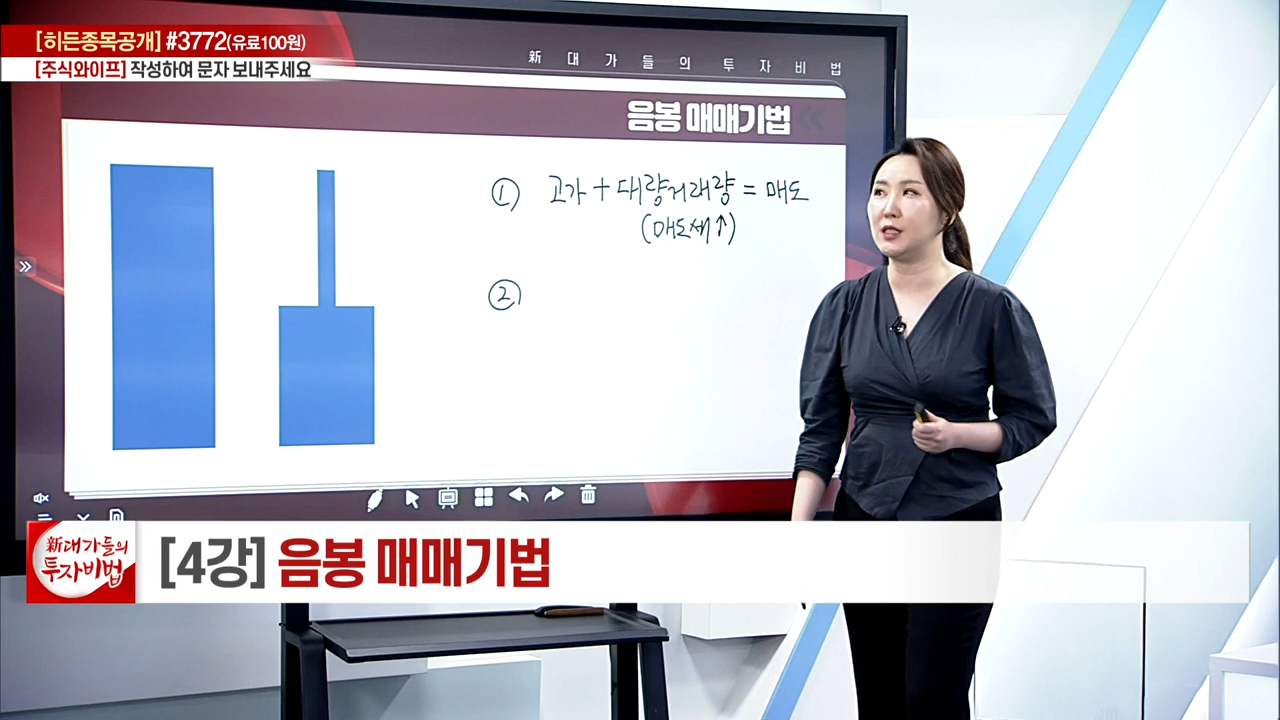 [히든종목공개] #3772(유료100원)
[주식와이프] 작성하여 문자 보내주세요
新 대 가 들 의 투 자 비 법
음봉 매매기법
① 고가 + 대량거래량 = 매도
(매도세↑)
②
新대가들의
투자비법
[4강] 음봉 매매기법